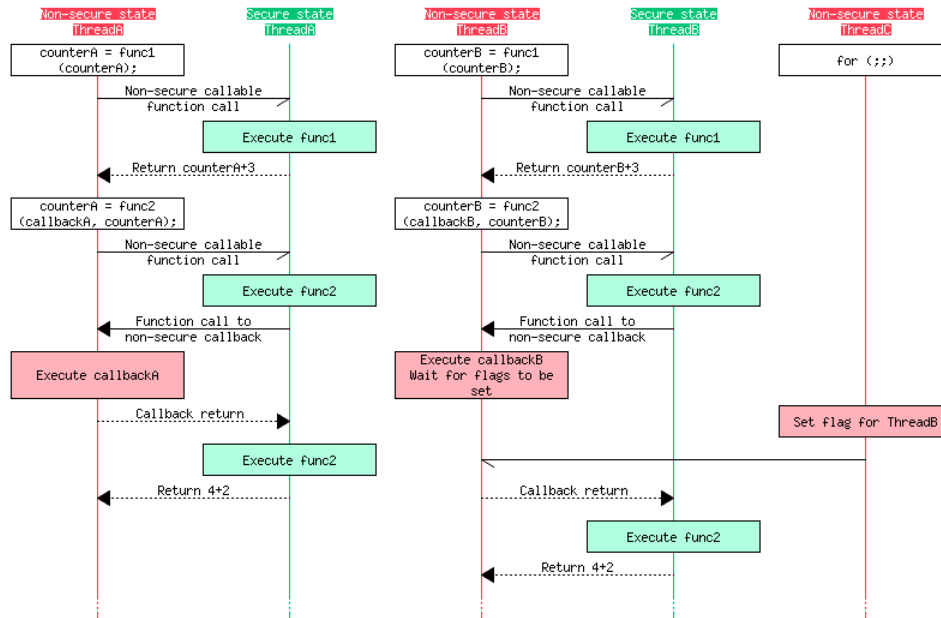 Non-secure state
ThreadA
Secure state
ThreadA
Non-secure state
ThreadB
Secure state
ThreadB
Non-secure state
ThreadC
counterA = func1
(counterA);
counterB = func1
(counterB);
for (;;)
Non-secure callable
function call
Non-secure callable
function call
Execute func1
Execute func1
Return counterA+3
Return counterB+3
counterA = func2
(callbackA, counterA);
counterB = func2
(callbackB, counterB);
Non-secure callable
function call
Non-secure callable
function call
Execute func2
Execute func2
Function call to
non-secure callback
Function call to
non-secure callback
Execute callbackA
Execute callbackB
Wait for flags to be
set
Callback return
Set flag for ThreadB
Execute func2
Return 4+2
Callback return
Execute func2
Return 4+2